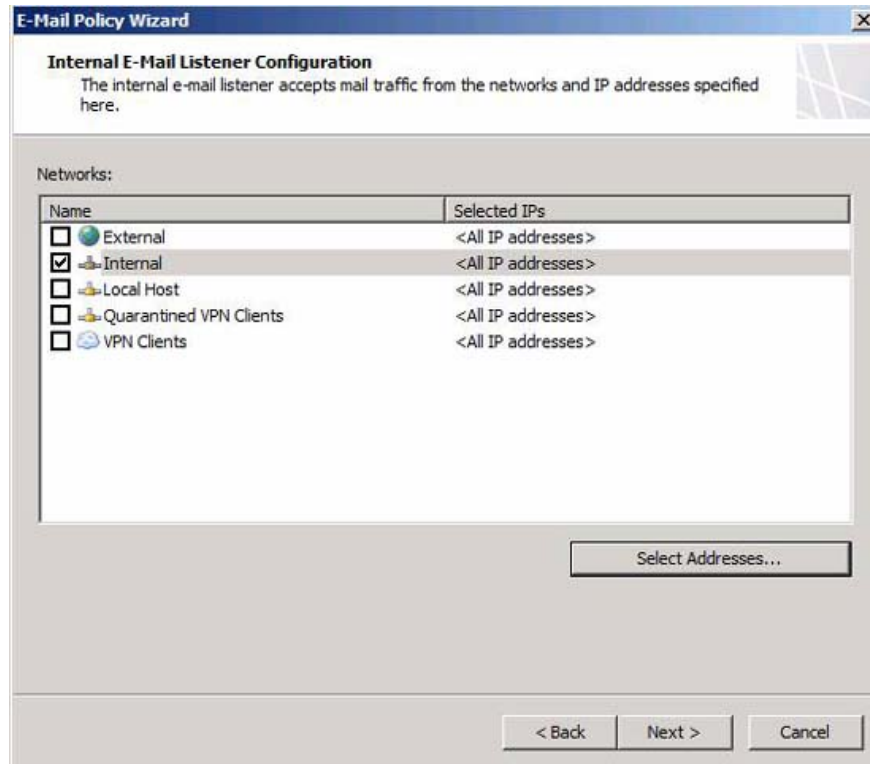 E-Mail Policy Wizard
Internal E-Mail Listener Configuration
The internal e-mail listener accepts mail traffic from the networks and IP addresses specified
here.
Networks:
Name Selected IPs
External <All IP addresses>
Internal <All IP addresses>
Local Host <All IP addresses>
Quarantined VPN Clients <All IP addresses>
VPN Clients <All IP addresses>
Select Addresses...
< Back Next > Cancel